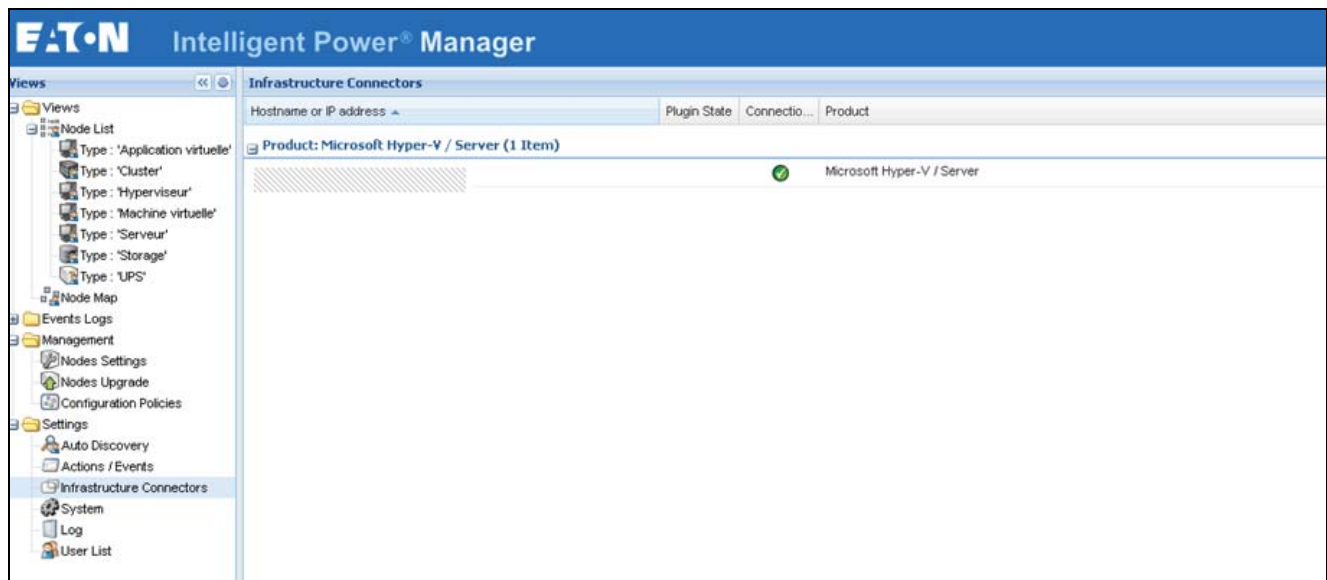 EATON Intelligent Power® Manager
Views
Infrastructure Connectors
Hostname or IP address
Plugin State
Connectio...
Product
Product: Microsoft Hyper-V / Server (1 Item)
Microsoft Hyper-V / Server
Views
Node List
Type : 'Application virtuelle'
Type : 'Cluster'
Type : 'Hyperviseur'
Type : 'Machine virtuelle'
Type : 'Serveur'
Type : 'Storage'
Type : 'UPS'
Node Map
Events Logs
Management
Nodes Settings
Nodes Upgrade
Configuration Policies
Settings
Auto Discovery
Actions / Events
Infrastructure Connectors
System
Log
User List